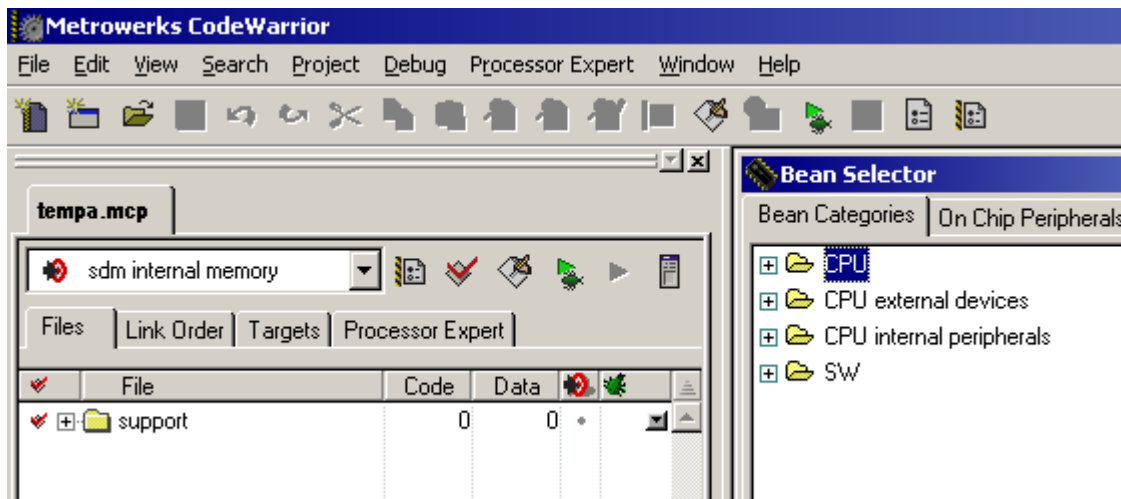 Metrowerks CodeWarrior
File Edit View Search Project Debug Processor Expert Window Help
tempa.mcp
sdm internal memory
Files Link Order Targets Processor Expert
File Code Data
support 0 0
Bean Selector
Bean Categories On Chip Peripherals
CPU
CPU external devices
CPU internal peripherals
SW